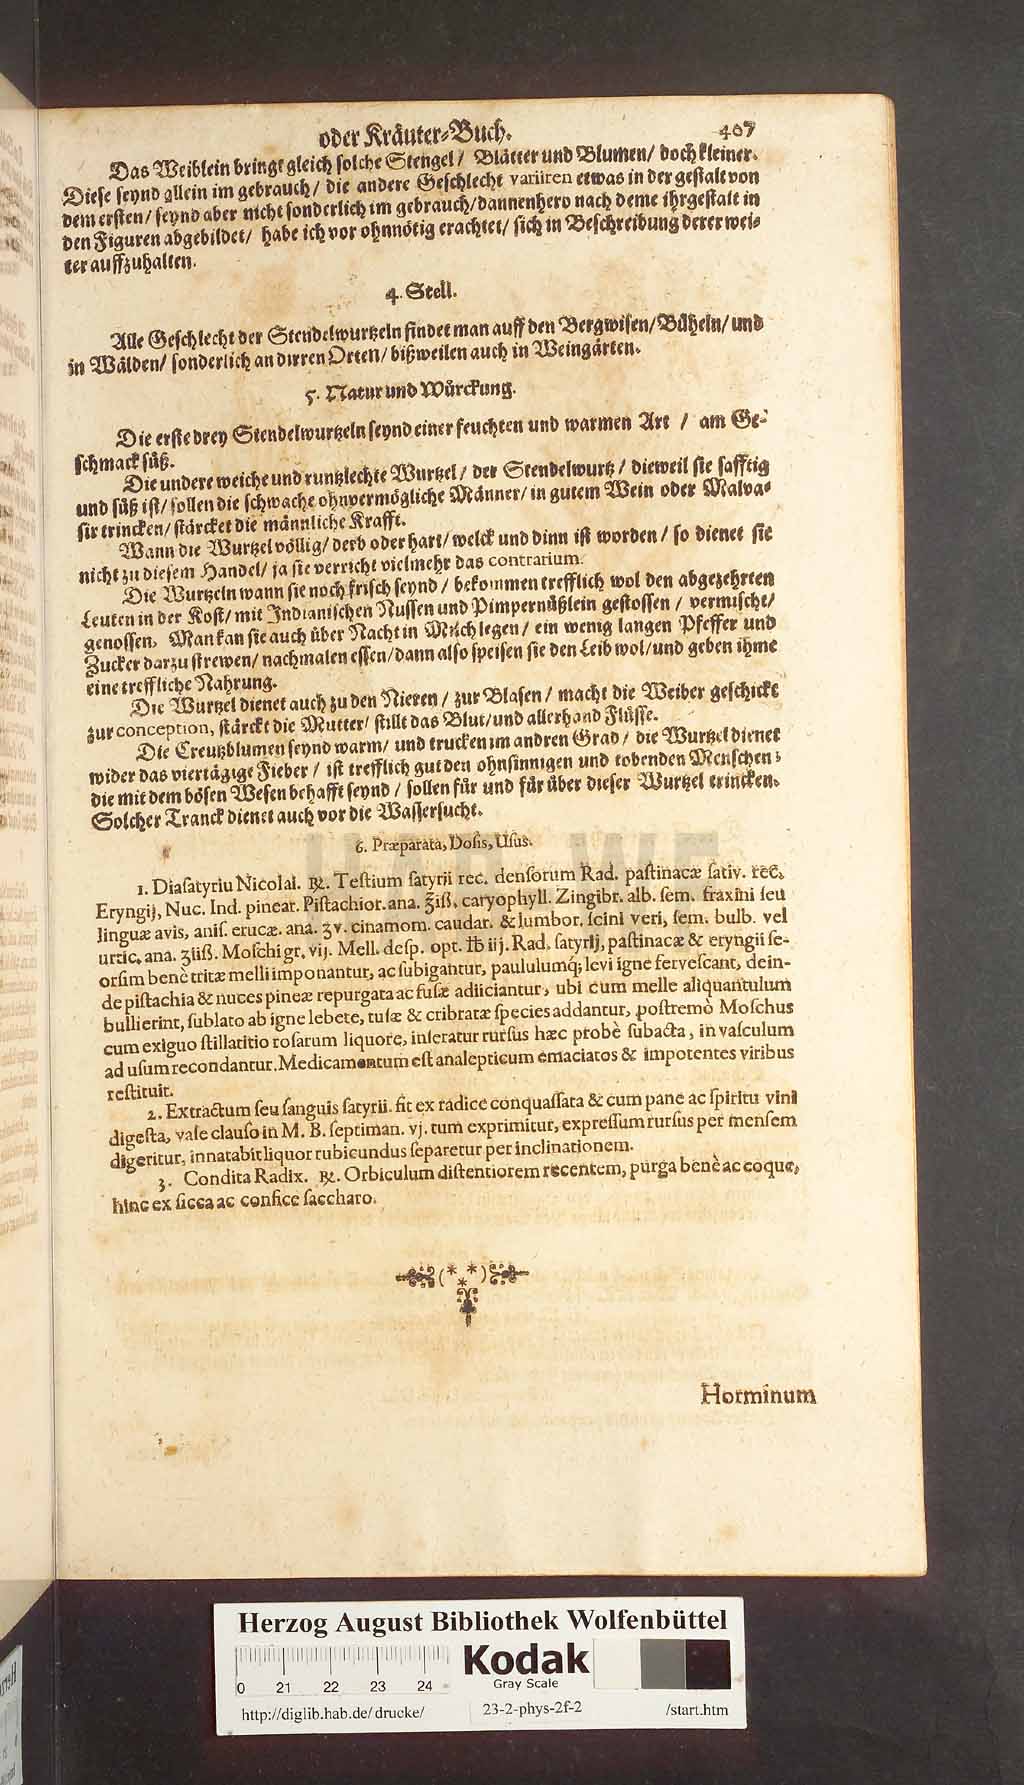 oder Kräuter-Buch. 407
Das Weiblein bringt gleich solche Stengel / Blätter und Blumen / doch kleiner.
Diese seynd allein im gebrauch / die andere Geschlecht variiren etwas in der gestalt von
dem ersten / seynd aber nicht sonderlich im gebrauch / dannenhero nach deme ihr gestalt in
den Figuren abgebildet / habe ich vor ohnnötig erachtet / sich in Beschreibung derer wei-
ter auffzuhalten.
4. Stell.
Alle Geschlecht der Stendelwurtzeln findet man auff den Bergwisen / Büheln / und
in Wälden / sonderlich an dirren Orten / bißweilen auch in Weingärten.
5. Natur und Würckung.
Die erste drey Stendelwurtzeln seynd einer feuchten und warmen Art / am Ge-
schmack süß.
Die undere weiche und runtzlechte Wurtzel / der Stendelwurtz / dieweil sie safftig
und süß ist / sollen die schwache ohnvermögliche Männer / in gutem Wein oder Malva-
sir trincken / stärcket die männliche Krafft.
Wann die Wurtzel völlig / derb oder hart / welck und dinn ist worden / so dienet sie
nicht zu diesem Handel / ja sie verricht vielmehr das contrarium.
Die Wurtzeln wann sie noch frisch seynd / bekommen trefflich wol den abgezehrten
Leuten in der Kost / mit Indianischen Nussen und Pimpernüßlein gestossen / vermischt /
genossen. Man kan sie auch über Nacht in Milch legen / ein wenig langen Pfeffer und
Zucker darzu strewen / nachmalen essen / dann also speisen sie den Leib wol / und geben ihme
eine treffliche Nahrung.
Die Wurtzel dienet auch zu den Nieren / zur Blasen / macht die Weiber geschickt
zur conception, stärckt die Mutter / stillt das Blut / und allerhand Flüsse.
Die Creutzblumen seynd warm / und trucken im andren Grad / die Wurtzel dienet
wider das viertägige Fieber / ist trefflich gut den ohnsinnigen und tobenden Menschen;
die mit dem bösen Wesen behafft seynd / sollen für und für über dieser Wurtzel trincken.
Solcher Tranck dienet auch vor die Wassersucht.
6. Præparata, Dosis, Usus.
1. Diasatyriu Nicolai. ℞. Testium satyrii rec. densorum Rad. pastinacæ sativ. rec.
Eryngij, Nuc. Ind. pinear. Pistachior. ana. ℥iß. caryophyll. Zingibr. alb. sem. fraxini seu
linguæ avis, anis. erucæ. ana. ʒv. cinamom. caudar. & lumbor. scini veri, sem. bulb. vel
urtic. ana. ʒiiß. Moschi gr. vij. Mell. desp. opt. ℔ iij. Rad. satyrij, pastinacæ & eryngii se-
orsim benè tritæ melli imponantur, ac subigantur, paululumq́; levi igne fervescant, dein-
de pistachia & nuces pineæ repurgata ac fusæ adiiciantur, ubi cum melle aliquantulum
bullierint, sublato ab igne lebete, tusæ & cribratæ species addantur, postremò Moschus
cum exiguo stillatitio rosarum liquore, inseratur rursus hæc probè subacta, in vasculum
ad usum recondantur. Medicamentum est analepticum emaciatos & impotentes viribus
restituit.
2. Extractum seu sanguis satyrii. fit ex radice conquassata & cum pane ac spiritu vini
digesta, vase clauso in M. B. septiman. vj. tum exprimitur, expressum rursus per mensem
digeritur, innatabit liquor rubicundus separetur per inclinationem.
3. Condita Radix. ℞. Orbiculum distentiorem recentem, purga benè ac coque,
hinc exsicca ac confice saccharo.
(***)
Horminum
Herzog August Bibliothek Wolfenbüttel
0 21 22 23 24
Kodak
Gray Scale
http://diglib.hab.de/drucke/ 23-2-phys-2f-2 /start.htm